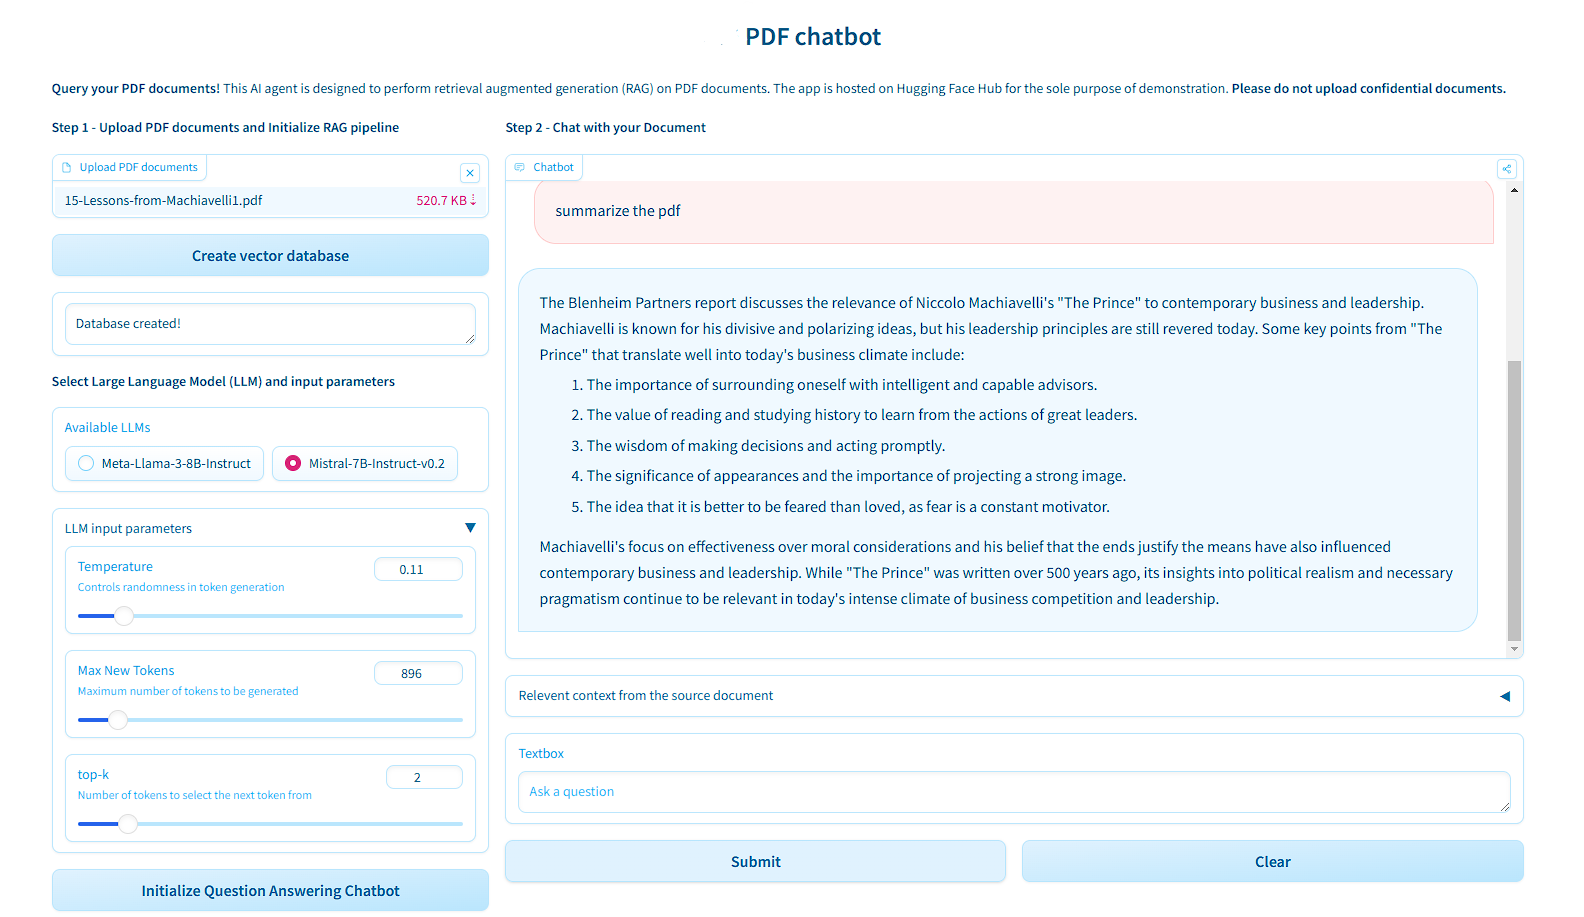 PDF chatbot
Query your PDF documents! This AI agent is designed to perform retrieval augmented generation (RAG) on PDF documents. The app is hosted on Hugging Face Hub for the sole purpose of demonstration. Please do not upload confidential documents.
Step 1 - Upload PDF documents and Initialize RAG pipeline
Upload PDF documents
15-Lessons-from-Machiavelli1.pdf 520.7 KB ⇣
Create vector database
Database created!
Select Large Language Model (LLM) and input parameters
Available LLMs
Meta-Llama-3-8B-Instruct Mistral-7B-Instruct-v0.2
LLM input parameters
Temperature 0.11
Controls randomness in token generation
Max New Tokens 896
Maximum number of tokens to be generated
top-k 2
Number of tokens to select the next token from
Initialize Question Answering Chatbot
Step 2 - Chat with your Document
Chatbot
summarize the pdf
The Blenheim Partners report discusses the relevance of Niccolo Machiavelli's "The Prince" to contemporary business and leadership.
Machiavelli is known for his divisive and polarizing ideas, but his leadership principles are still revered today. Some key points from "The
Prince" that translate well into today's business climate include:
1. The importance of surrounding oneself with intelligent and capable advisors.
2. The value of reading and studying history to learn from the actions of great leaders.
3. The wisdom of making decisions and acting promptly.
4. The significance of appearances and the importance of projecting a strong image.
5. The idea that it is better to be feared than loved, as fear is a constant motivator.
Machiavelli's focus on effectiveness over moral considerations and his belief that the ends justify the means have also influenced
contemporary business and leadership. While "The Prince" was written over 500 years ago, its insights into political realism and necessary
pragmatism continue to be relevant in today's intense climate of business competition and leadership.
Relevent context from the source document
Textbox
Ask a question
Submit
Clear